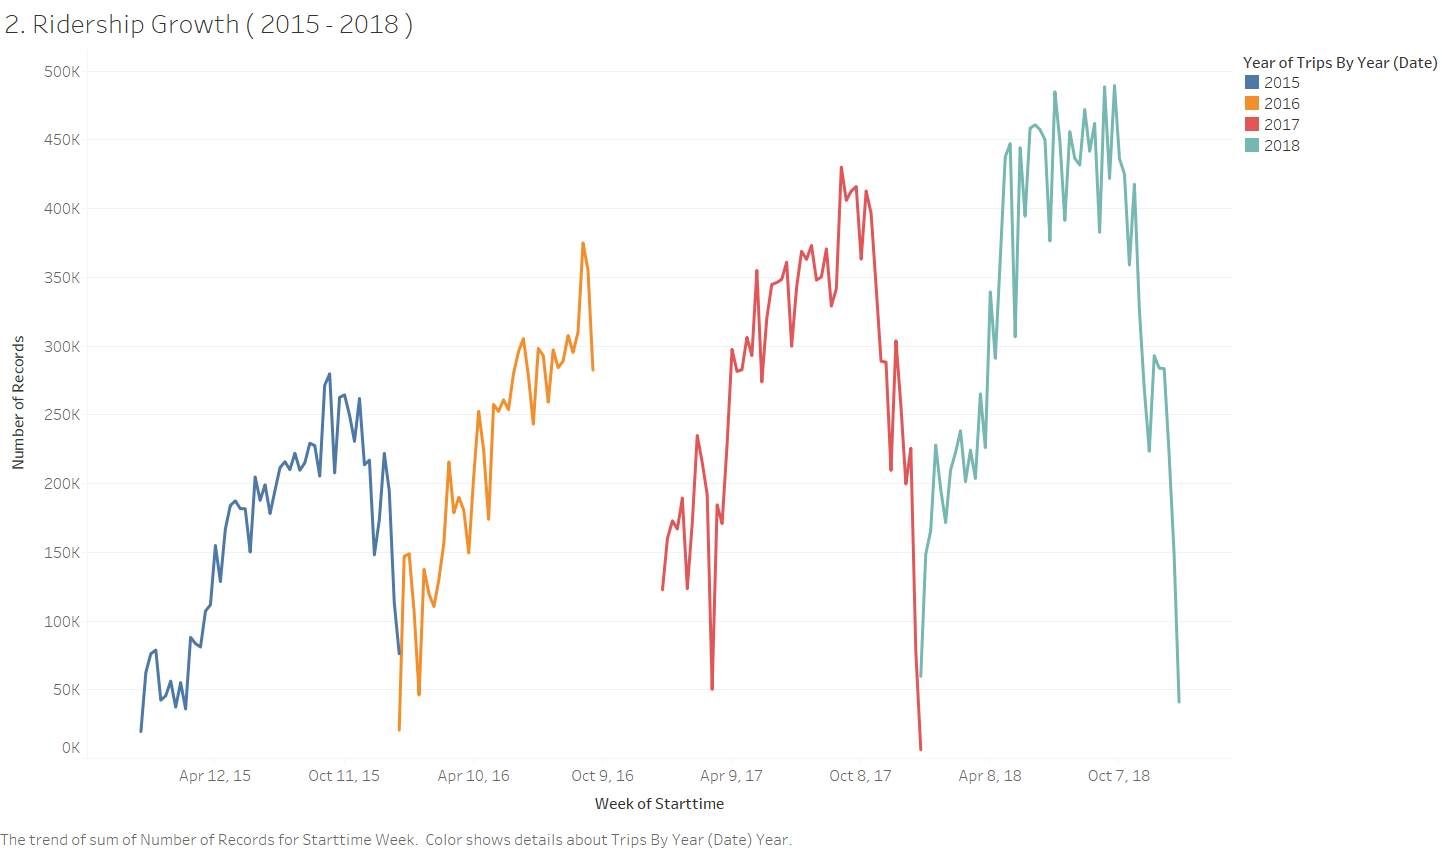 2. Ridership Growth ( 2015 - 2018 )
Year of Trips By Year (Date)
2015
2016
2017
2018
Number of Records
500K
450K
400K
350K
300K
250K
200K
150K
100K
50K
0K
Apr 12, 15 Oct 11, 15 Apr 10, 16 Oct 9, 16 Apr 9, 17 Oct 8, 17 Apr 8, 18 Oct 7, 18
Week of Starttime
The trend of sum of Number of Records for Starttime Week. Color shows details about Trips By Year (Date) Year.